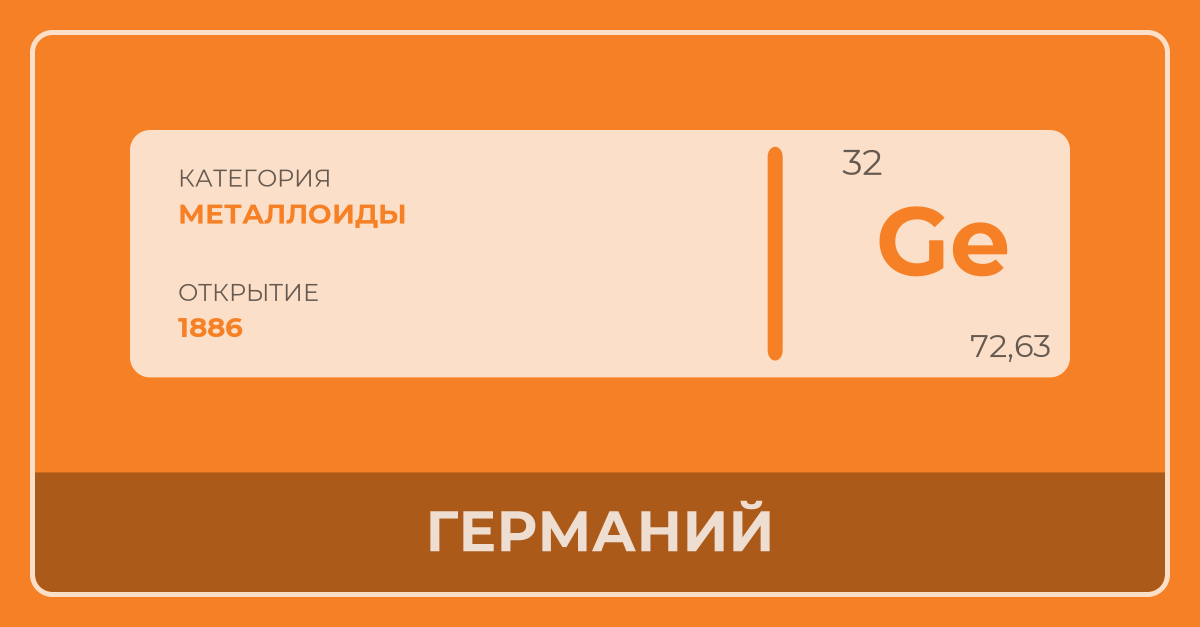 КАТЕГОРИЯ
МЕТАЛЛОИДЫ
ОТКРЫТИЕ
1886
32
Ge
72,63
ГЕРМАНИЙ